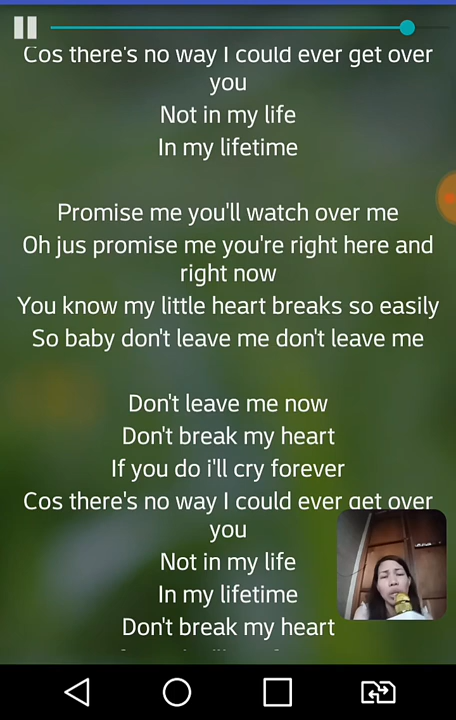 Cos there's no way I could ever get over
you
Not in my life
In my lifetime
Promise me you'll watch over me
Oh jus promise me you're right here and
right now
You know my little heart breaks so easily
So baby don't leave me don't leave me
Don't leave me now
Don't break my heart
If you do i'll cry forever
Cos there's no way I could ever get over
you
Not in my life
In my lifetime
Don't break my heart